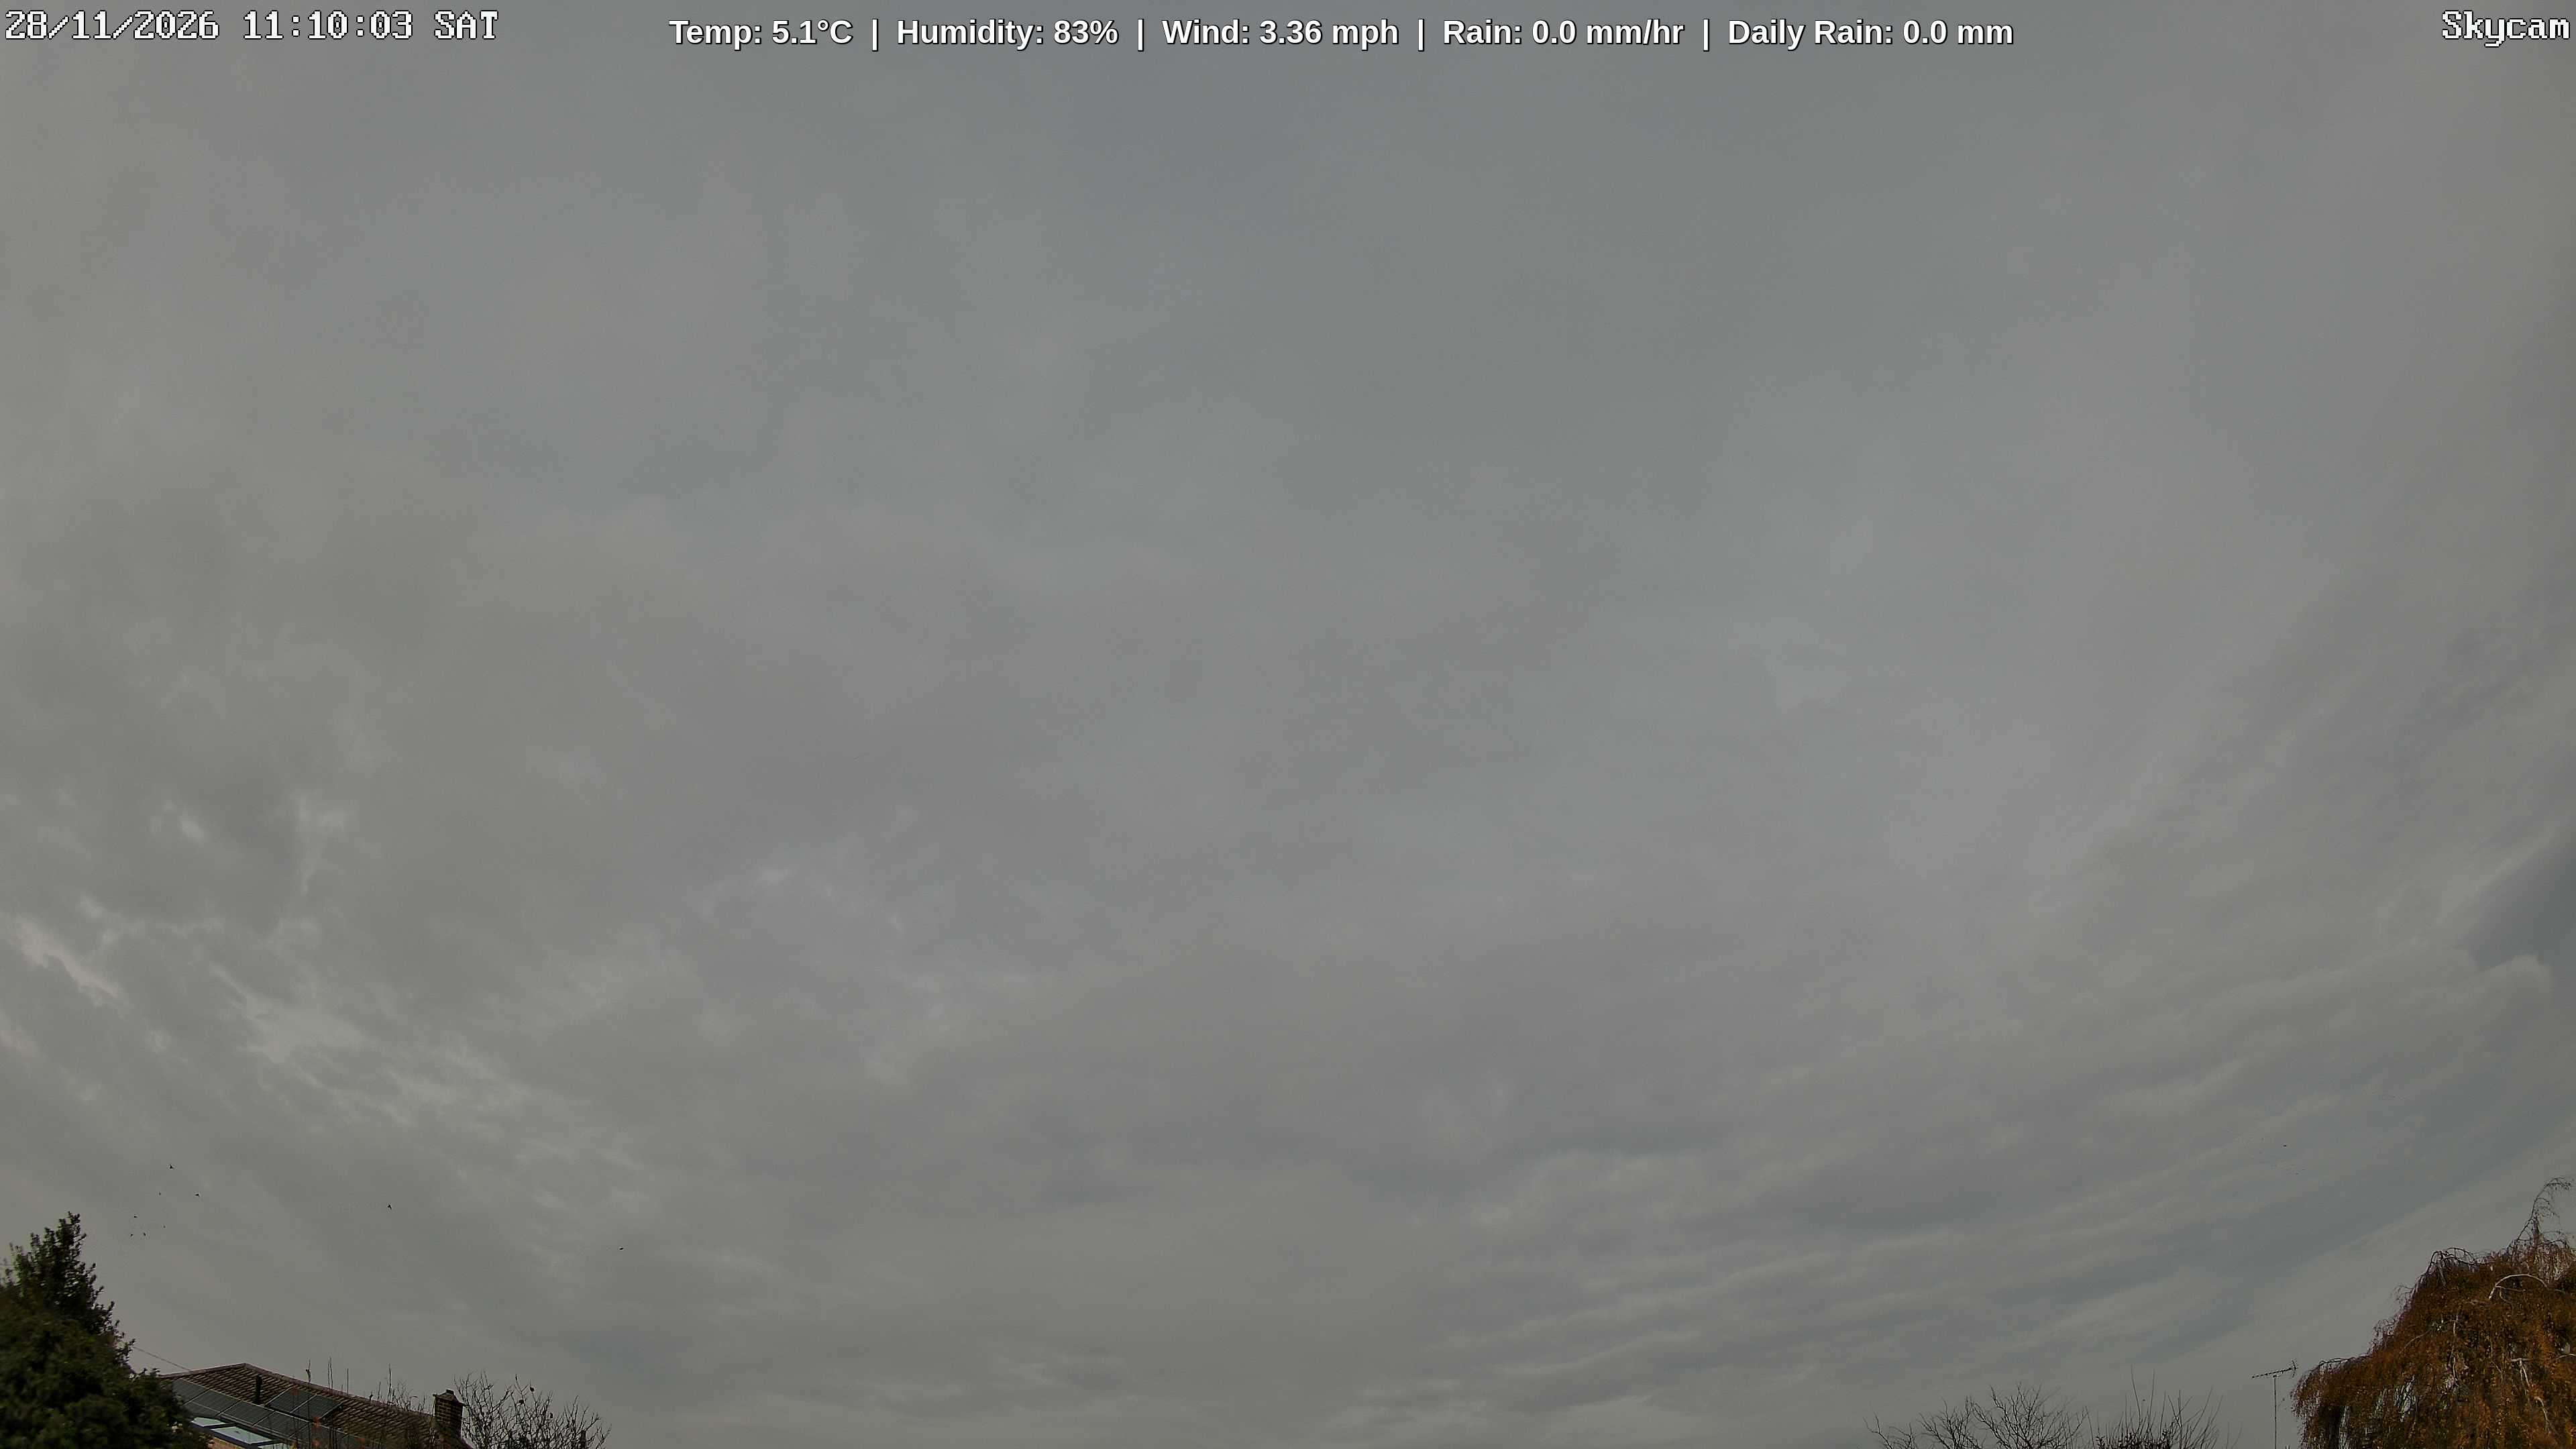 28/11/2026 11:10:03 SAT
Temp: 5.1°C | Humidity: 83% | Wind: 3.36 mph | Rain: 0.0 mm/hr | Daily Rain: 0.0 mm
Skycam